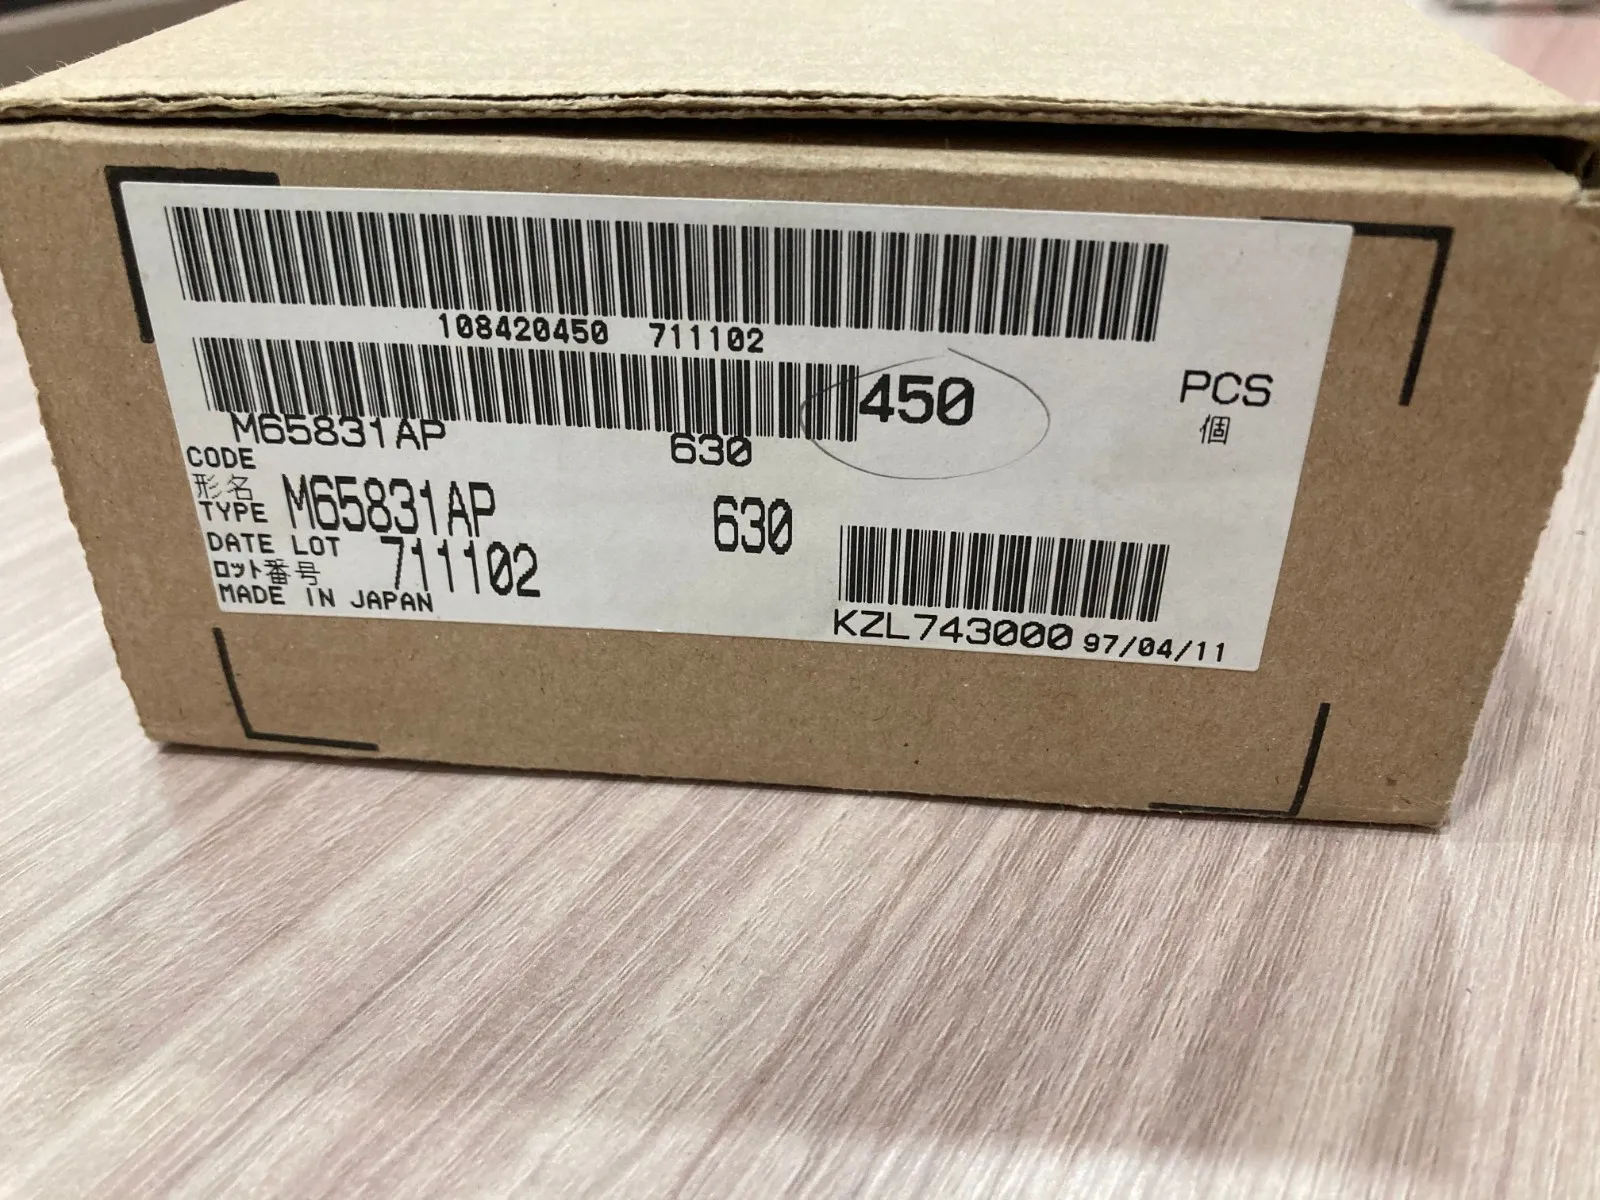 108420450 711102
450 PCS
個
M65831AP 630
CODE
形名
TYPE M65831AP 630
DATE LOT 711102
ロット番号
MADE IN JAPAN
KZL743000 97/04/11